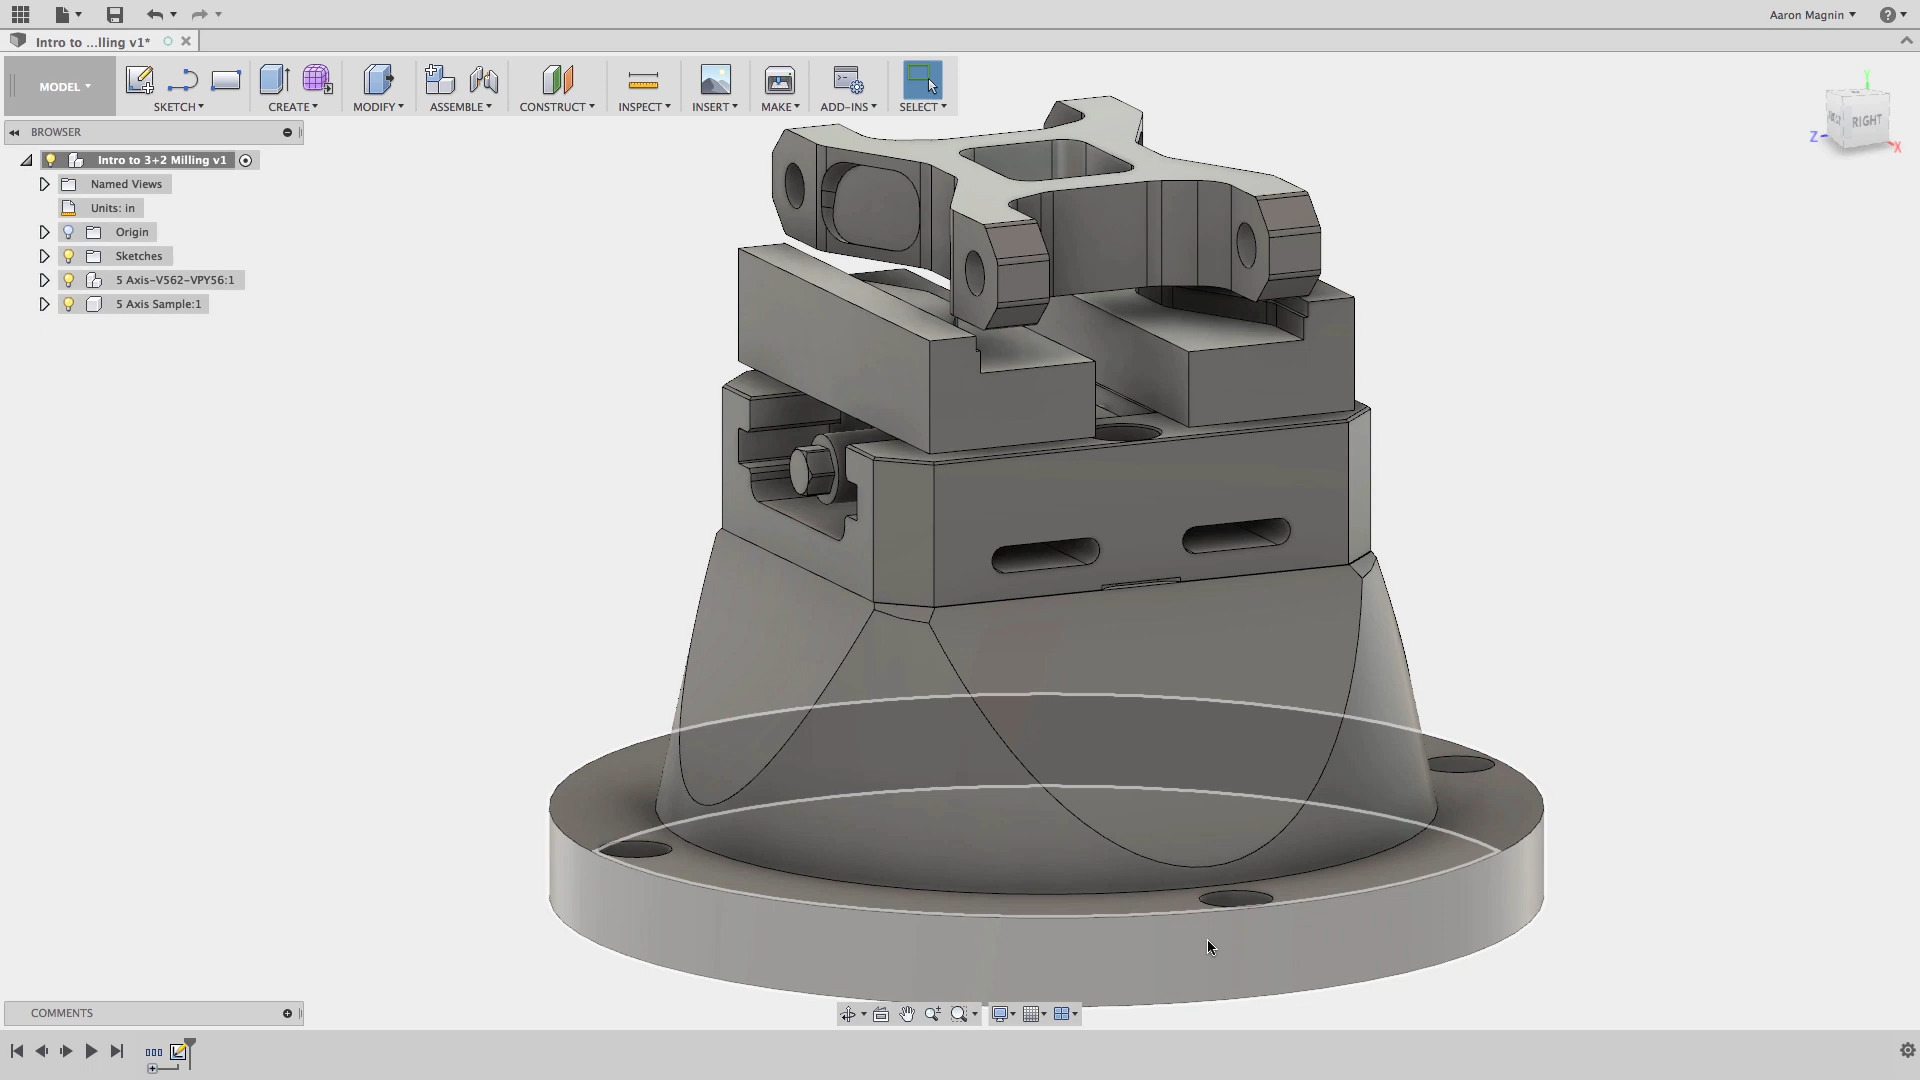 Aaron Magnin
Intro to ...lling v1*
MODEL
SKETCH
CREATE
MODIFY
ASSEMBLE
CONSTRUCT
INSPECT
INSERT
MAKE
ADD-INS
SELECT
BROWSER
Intro to 3+2 Milling v1
Named Views
Units: in
Origin
Sketches
5 Axis-V562-VPY56:1
5 Axis Sample:1
Y
RIGHT
Z
X
COMMENTS